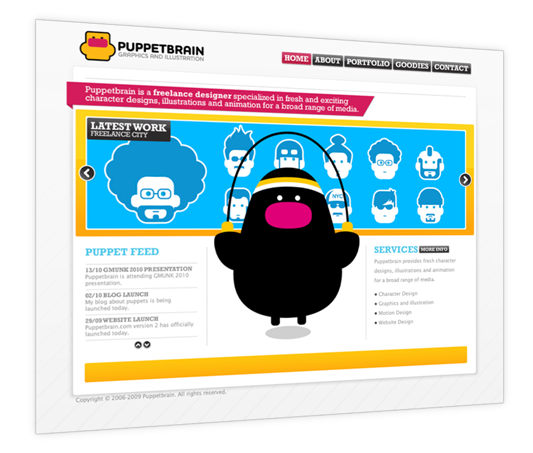 PUPPETBRAIN
GRAPHICS AND ILLUSTRATION
HOME ABOUT PORTFOLIO GOODIES CONTACT
Puppetbrain is a freelance designer specialized in fresh and exciting
character designs, illustrations and animation for a broad range of media.
LATEST WORK
FREELANCE CITY
NYC
PUPPET FEED
13/10 GMUNK 2010 PRESENTATION
Puppetbrain is attending GMUNK 2010
presentation.
02/10 BLOG LAUNCH
My blog about puppets is being
launched today.
29/09 WEBSITE LAUNCH
Puppetbrain.com version 2 has officially
launched today.
SERVICES MORE INFO
Puppetbrain provides fresh character
designs, illustrations and animation
for a broad range of media.
Character Design
Graphics and illustration
Motion Design
Website Design
Copyright © 2006-2009 Puppetbrain. All rights reserved.